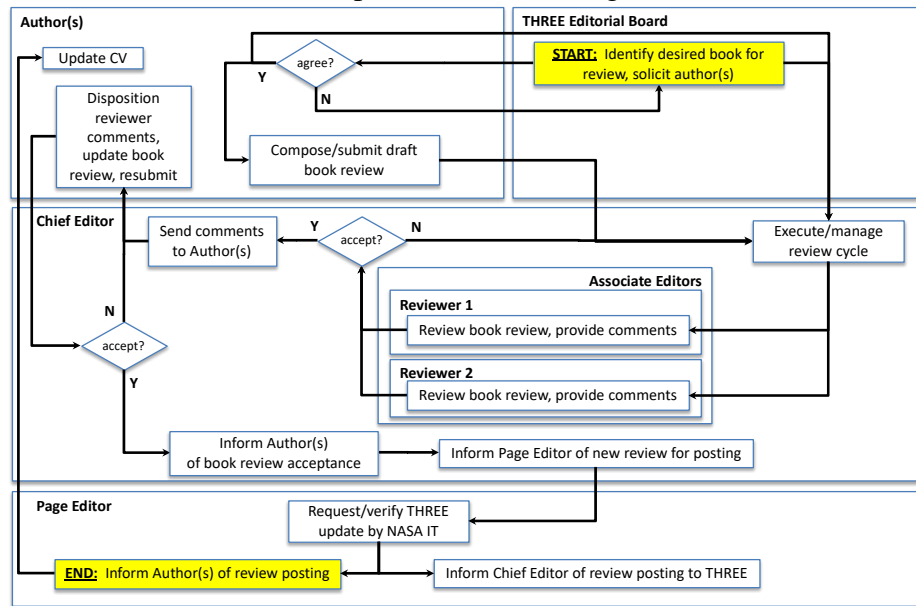 Author(s)
THREE Editorial Board
Update CV
agree?
START: Identify desired book for
review, solicit author(s)
Y
N
Disposition
reviewer
comments,
update book
review, resubmit
Compose/submit draft
book review
Chief Editor
Send comments
to Author(s)
Y
accept?
N
Execute/manage
review cycle
Associate Editors
Reviewer 1
Review book review, provide comments
N
accept?
Y
Reviewer 2
Review book review, provide comments
Inform Author(s)
of book review acceptance
Inform Page Editor of new review for posting
Page Editor
Request/verify THREE
update by NASA IT
END: Inform Author(s) of review posting
Inform Chief Editor of review posting to THREE